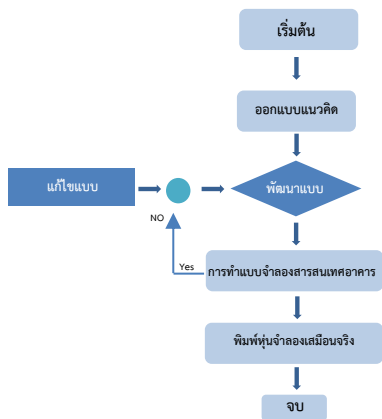 เริ่มต้น
ออกแบบแนวคิด
แก้ไขแบบ
พัฒนาแบบ
NO
Yes
การทำแบบจำลองสารสนเทศอาคาร
พิมพ์หุ่นจำลองเสมือนจริง
จบ